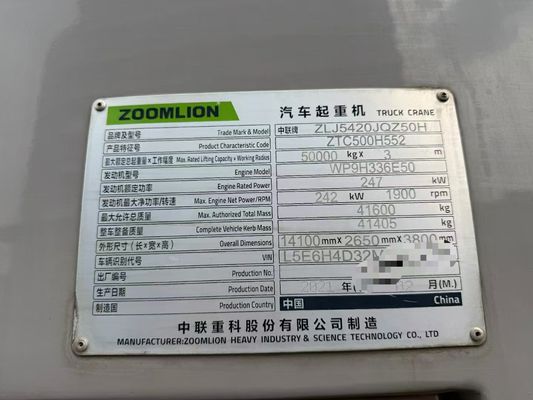 ZOOMLION 汽车起重机 TRUCK CRANE
品牌及型号 Trade Mark & Model 中联牌 ZLJ5420JQZ50H
产品特征号 Product Characteristic Code ZTC500H552
最大额定总起重量×工作幅度 Max. Rated Lifting Capacity × Working Radius 50000 kg× 3 m
发动机型号 Engine Model WP9H336E50
发动机额定功率 Engine Rated Power 247 kW
发动机最大净功率/转速 Max. Engine Net Power/RPM 242 kW 1900 rpm
最大允许总质量 Max. Authorized Total Mass 41600 kg
整车整备质量 Complete Vehicle Kerb Mass 41405 kg
外形尺寸(长×宽×高) Overall Dimensions 14100mm×2650mm×3800mm
车辆识别代号 VIN L5E6H4D32
出厂编号 Production No.
生产日期 Production Date 2021 年 02 月(M.)
制造国 Production Country 中国 China
中联重科股份有限公司制造
MANUFACTURER:ZOOMLION HEAVY INDUSTRY & SCIENCE TECHNOLOGY CO., LTD